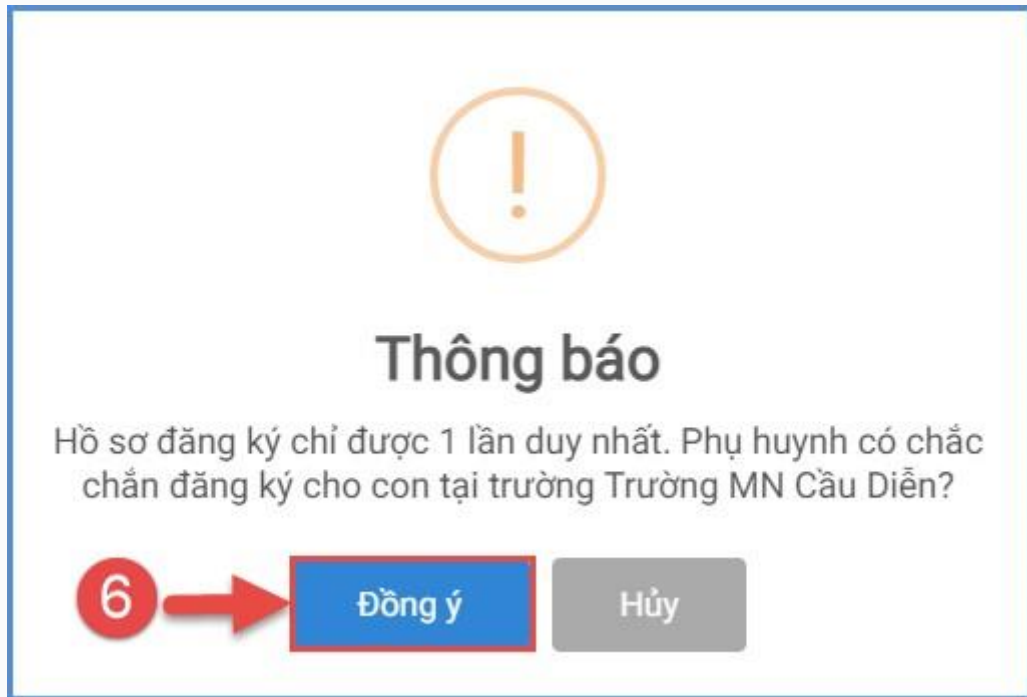 !
Thông báo
Hồ sơ đăng ký chỉ được 1 lần duy nhất. Phụ huynh có chắc
chắn đăng ký cho con tại trường Trường MN Cầu Diễn?
6 Đồng ý Hủy